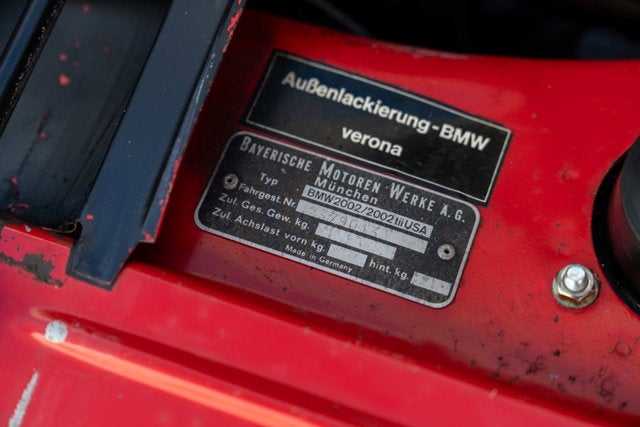 Außenlackierung-BMW
verona
BAYERISCHE MOTOREN WERKE A.G.
München
Typ BMW2002/2002tii USA
Fahrgest Nr.
Zul. Ges. Gew. kg.
Zul. Achslast vorn kg. hint. kg.
Made in Germany